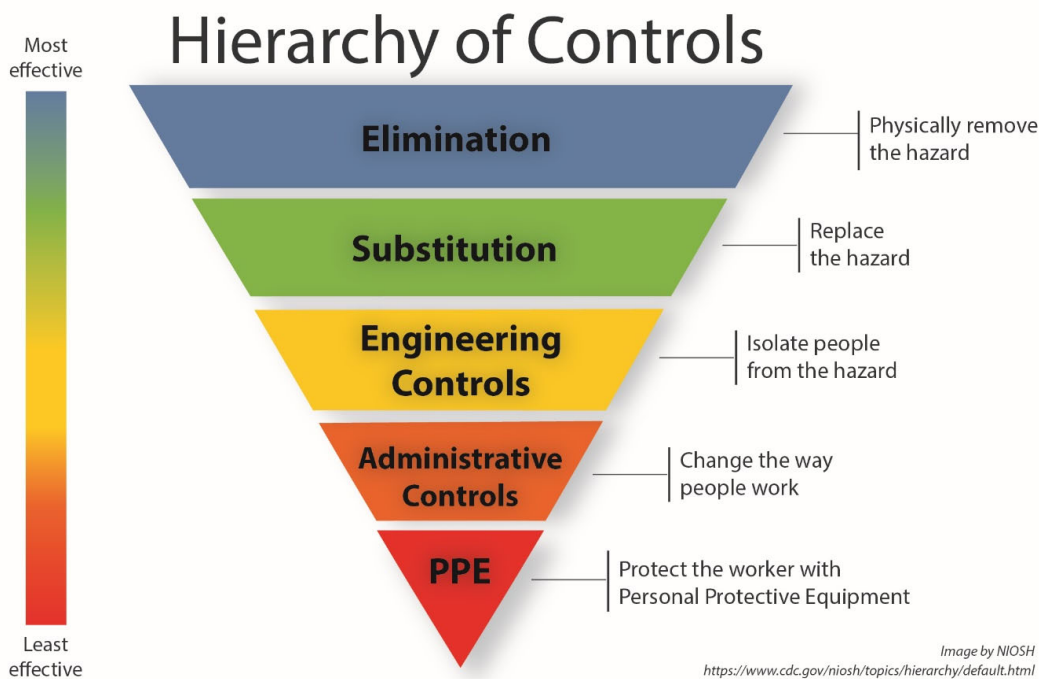 Hierarchy of Controls
Most
effective
Elimination
Physically remove
the hazard
Substitution
Replace
the hazard
Engineering
Controls
Isolate people
from the hazard
Administrative
Controls
Change the way
people work
PPE
Protect the worker with
Personal Protective Equipment
Least
effective
Image by NIOSH
https://www.cdc.gov/niosh/topics/hierarchy/default.html